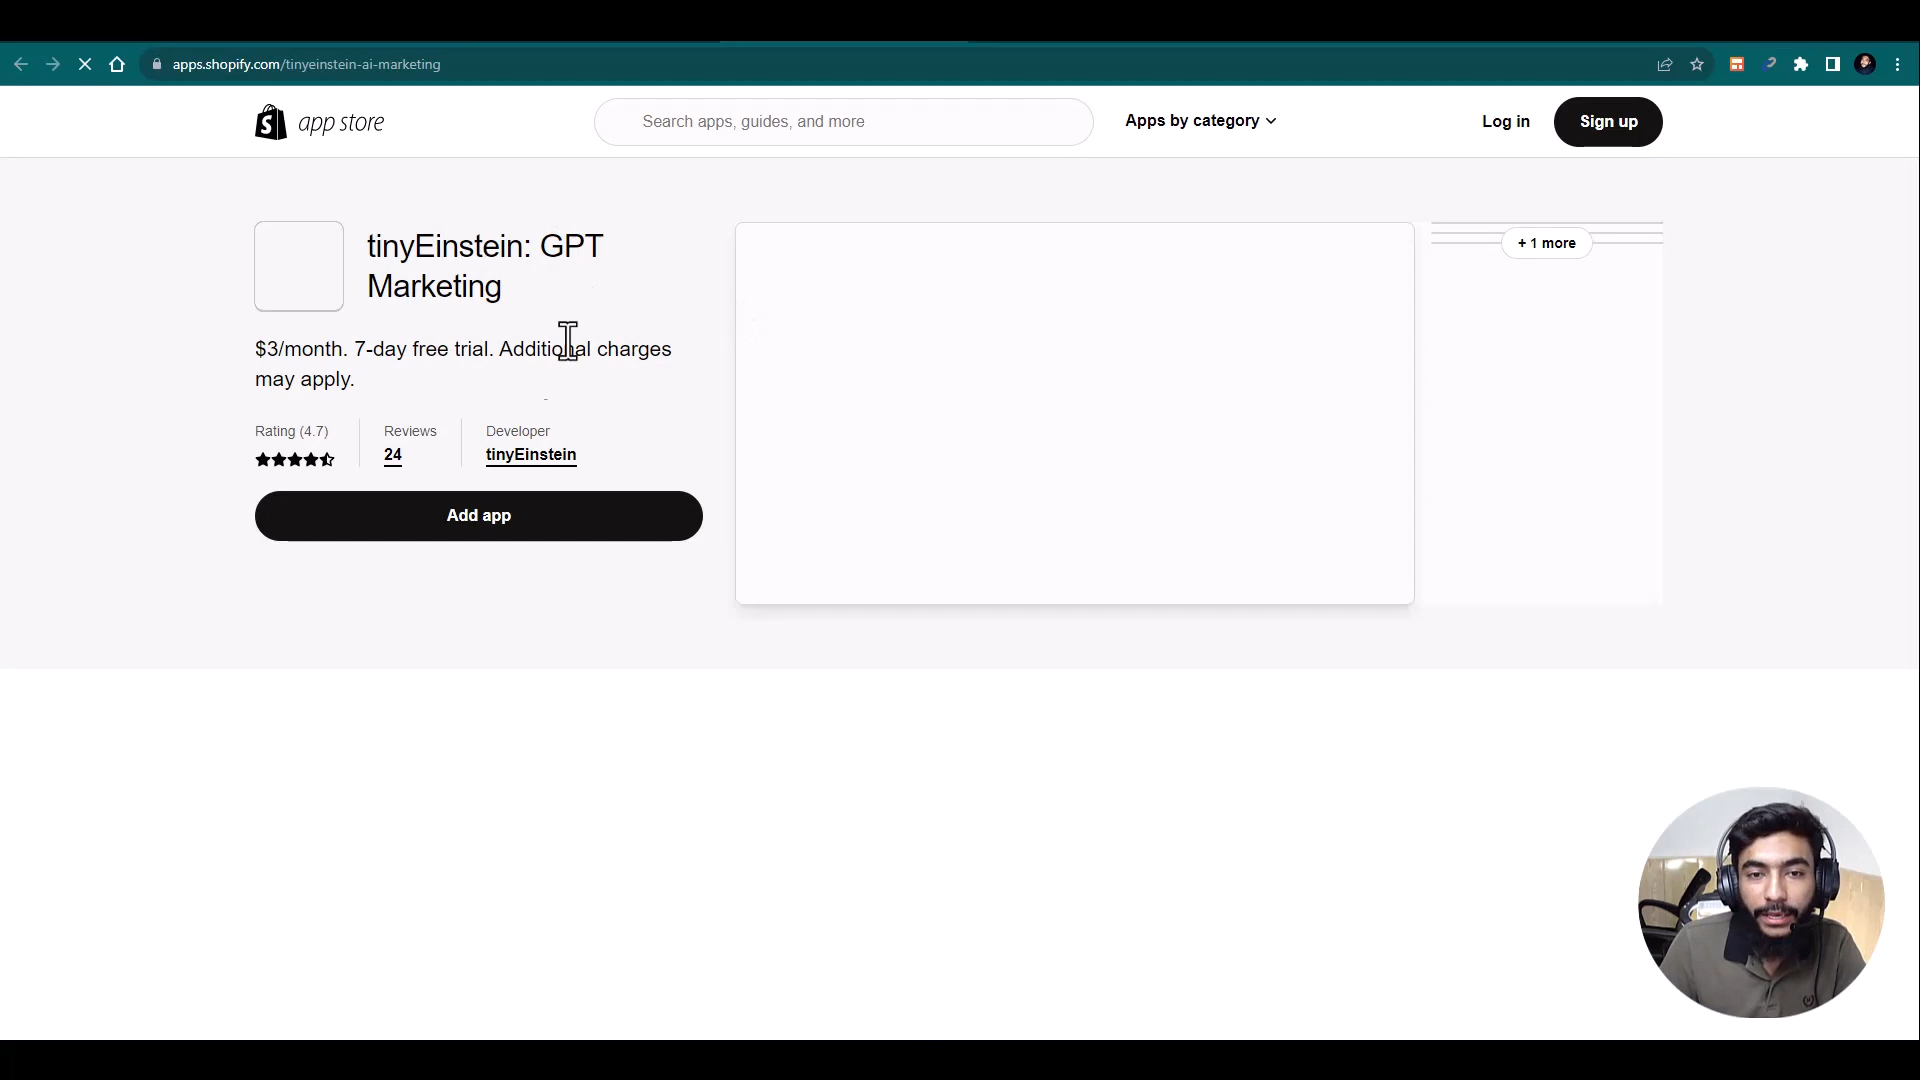 apps.shopify.com/tinyeinstein-ai-marketing
app store
Search apps, guides, and more
Apps by category
Log in
Sign up
tinyEinstein: GPT
Marketing
$3/month. 7-day free trial. Additional charges
may apply.
Rating (4.7)
Reviews
24
Developer
tinyEinstein
Add app
+ 1 more